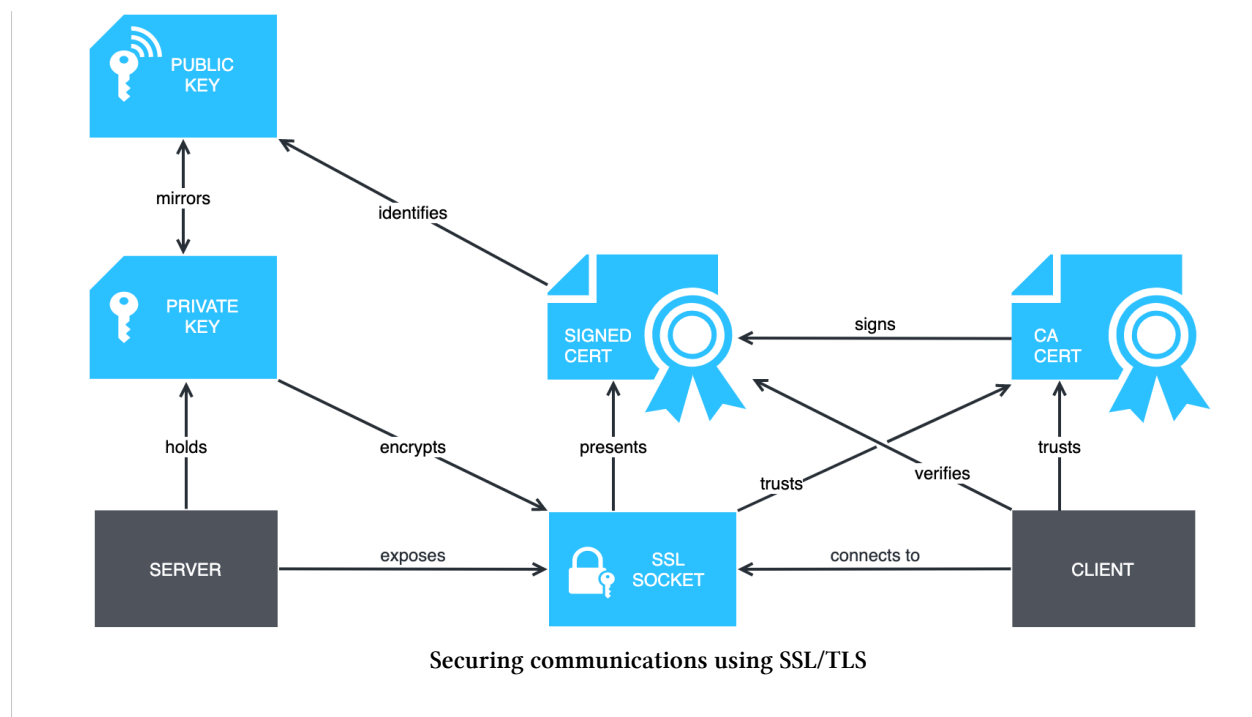 PUBLIC
KEY
mirrors
identifies
PRIVATE
KEY
SIGNED
CERT
signs
CA
CERT
holds
encrypts
presents
trusts
verifies
trusts
SERVER
exposes
SSL
SOCKET
connects to
CLIENT
Securing communications using SSL/TLS